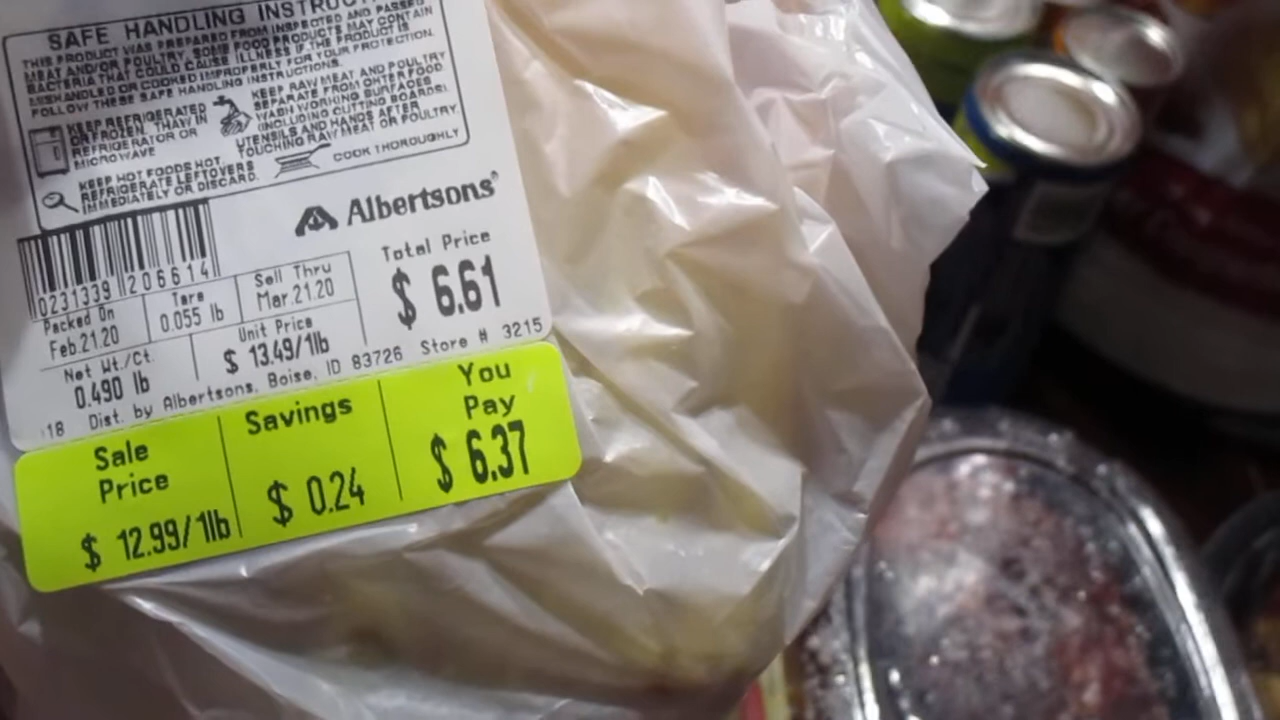 SAFE HANDLING INSTRUC
THIS PRODUCT WAS PREPARED FROM INSPECTED AND PASSED
MEAT AND/OR POULTRY. SOME FOOD PRODUCTS MAY CONTAIN
BACTERIA THAT COULD CAUSE ILLNESS IF THE PRODUCT IS
MISHANDLED OR COOKED IMPROPERLY FOR YOUR PROTECTION,
FOLLOW THESE SAFE HANDLING INSTRUCTIONS.
KEEP REFRIGERATED
OR FROZEN. THAW IN
REFRIGERATOR OR
MICROWAVE
KEEP RAW MEAT AND POULTRY
SEPARATE FROM OHTER FOOD.
WASH WORKING SURFACES
(INCLUDING CUTTING BOARDS),
UTENSILS AND HANDS AFTER
TOUCHING RAW MEAT OR POULTRY.
KEEP HOT FOODS HOT.
REFRIGERATE LEFTOVERS
IMMEDIATELY OR DISCARD.
COOK THOROUGHLY
Albertsons®
0231339 206614
Packed On
Feb.21.20
Tare
0.055 lb
Sell Thru
Mar.21.20
Total Price
$ 6.61
Net Wt./Ct.
0.490 lb
Unit Price
$ 13.49/1lb
18 Dist. by Albertsons, Boise, ID 83726 Store # 3215
Sale
Price
$ 12.99/1lb
Savings
$ 0.24
You
Pay
$ 6.37